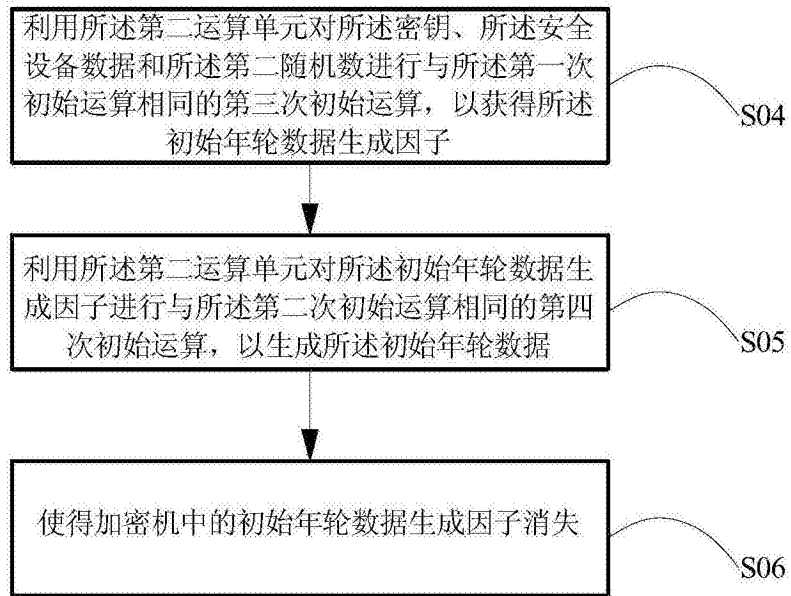 利用所述第二运算单元对所述密钥、所述安全
设备数据和所述第二随机数进行与所述第一次
初始运算相同的第三次初始运算，以获得所述
初始年轮数据生成因子
S04
利用所述第二运算单元对所述初始年轮数据生
成因子进行与所述第二次初始运算相同的第四
次初始运算，以生成所述初始年轮数据
S05
使得加密机中的初始年轮数据生成因子消失
S06